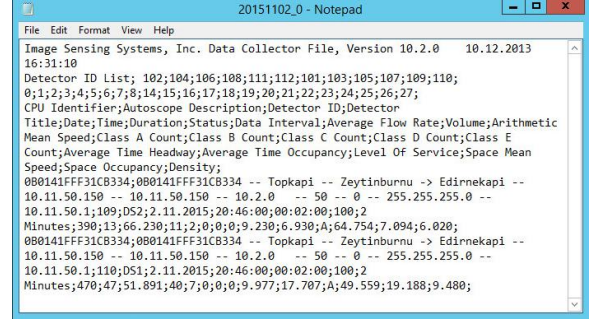 20151102_0 - Notepad
File Edit Format View Help
Image Sensing Systems, Inc. Data Collector File, Version 10.2.0    10.12.2013
16:31:10
Detector ID List; 102;104;106;108;111;112;101;103;105;107;109;110;
0;1;2;3;4;5;6;7;8;14;15;16;17;18;19;20;21;22;23;24;25;26;27;
CPU Identifier;Autoscope Description;Detector ID;Detector
Title;Date;Time;Duration;Status;Data Interval;Average Flow Rate;Volume;Arithmetic
Mean Speed;Class A Count;Class B Count;Class C Count;Class D Count;Class E
Count;Average Time Headway;Average Time Occupancy;Level Of Service;Space Mean
Speed;Space Occupancy;Density;
0B0141FFF31CB334;0B0141FFF31CB334 -- Topkapi -- Zeytinburnu -> Edirnekapi --
10.11.50.150 -- 10.11.50.150 -- 10.2.0   -- 50 -- 0 -- 255.255.255.0 --
10.11.50.1;109;DS2;2.11.2015;20:46:00;00:02:00;100;2
Minutes;390;13;66.230;11;2;0;0;0;9.230;6.930;A;64.754;7.094;6.020;
0B0141FFF31CB334;0B0141FFF31CB334 -- Topkapi -- Zeytinburnu -> Edirnekapi --
10.11.50.150 -- 10.11.50.150 -- 10.2.0   -- 50 -- 0 -- 255.255.255.0 --
10.11.50.1;110;DS1;2.11.2015;20:46:00;00:02:00;100;2
Minutes;470;47;51.891;40;7;0;0;0;9.977;17.707;A;49.559;19.188;9.480;